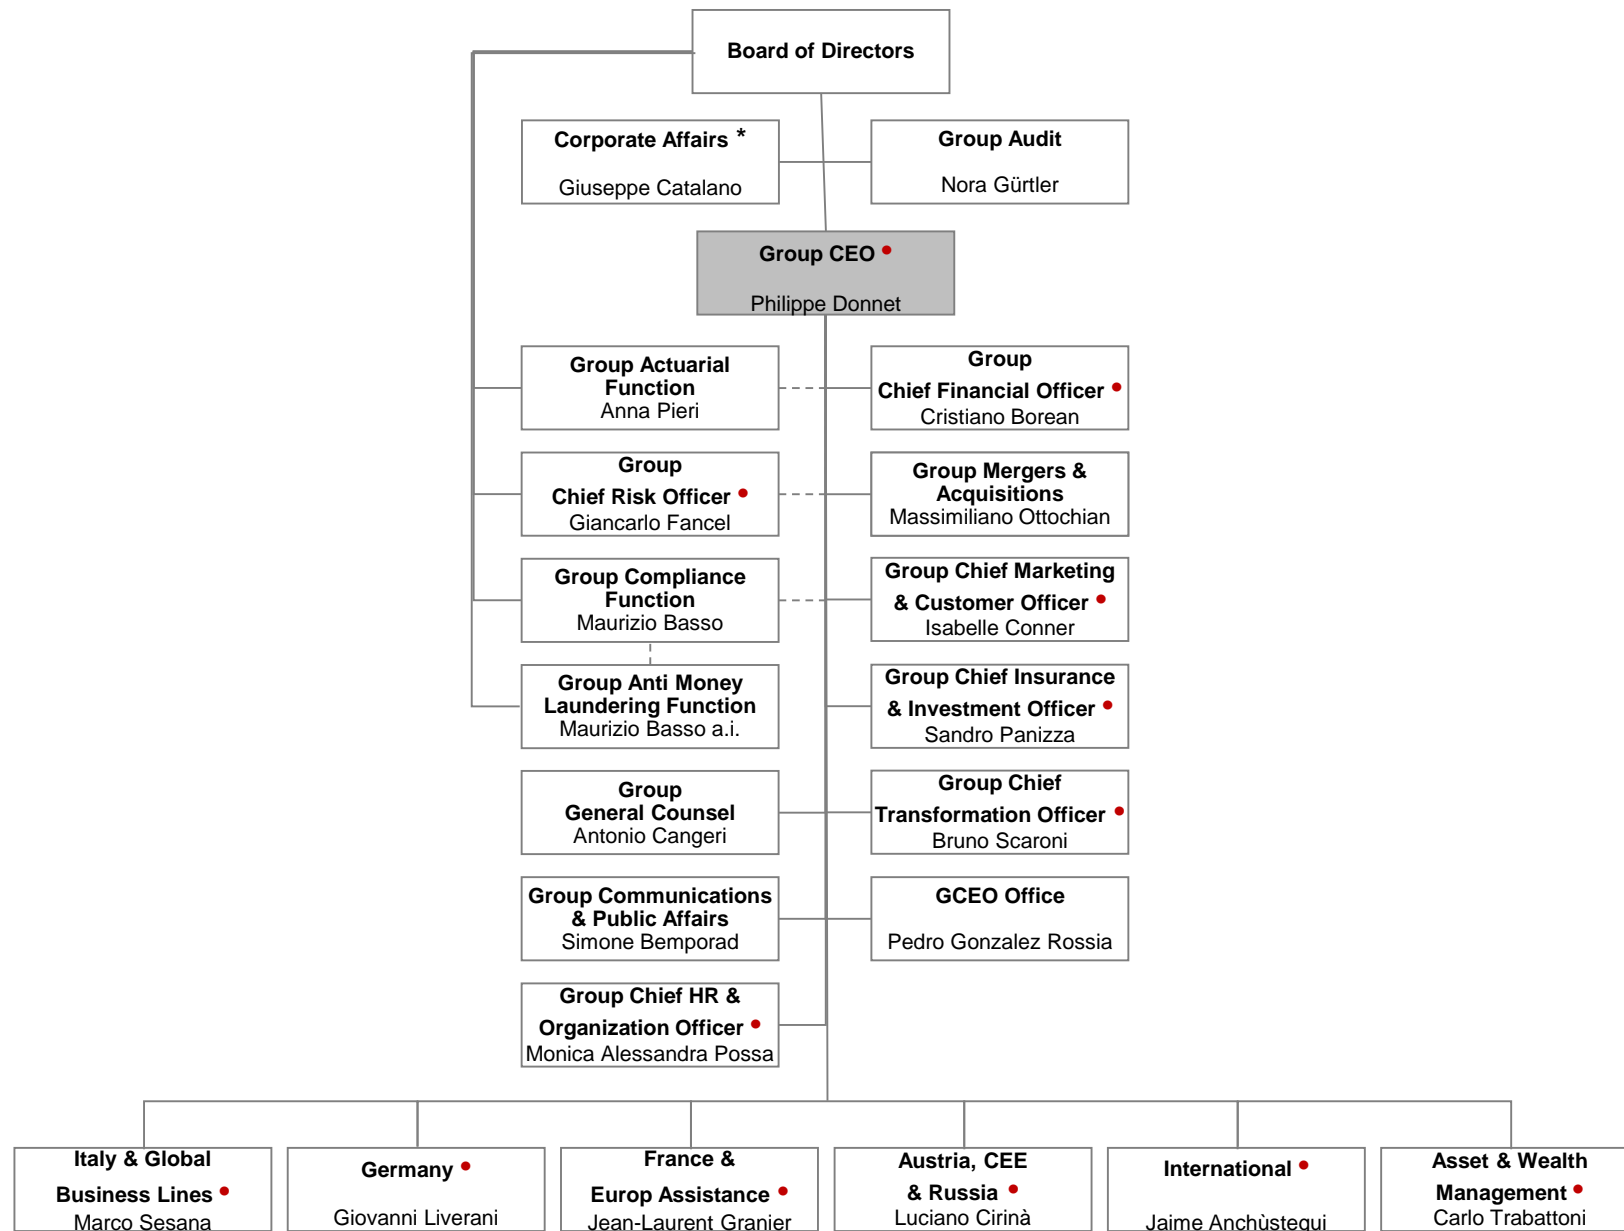 Board of Directors
Corporate Affairs *
Giuseppe Catalano
Group Audit
Nora Gürtler
Group CEO •
Philippe Donnet
Group Actuarial
Function
Anna Pieri
Group
Chief Financial Officer •
Cristiano Borean
Group
Chief Risk Officer •
Giancarlo Fancel
Group Mergers &
Acquisitions
Massimiliano Ottochian
Group Compliance
Function
Maurizio Basso
Group Chief Marketing
& Customer Officer •
Isabelle Conner
Group Anti Money
Laundering Function
Maurizio Basso a.i.
Group Chief Insurance
& Investment Officer •
Sandro Panizza
Group
General Counsel
Antonio Cangeri
Group Chief
Transformation Officer •
Bruno Scaroni
Group Communications
& Public Affairs
Simone Bemporad
GCEO Office
Pedro Gonzalez Rossia
Group Chief HR &
Organization Officer •
Monica Alessandra Possa
Italy & Global
Business Lines •
Marco Sesana
Germany •
Giovanni Liverani
France &
Europ Assistance •
Jean-Laurent Granier
Austria, CEE
& Russia •
Luciano Cirinà
International •
Jaime Anchùstegui
Asset & Wealth
Management •
Carlo Trabattoni